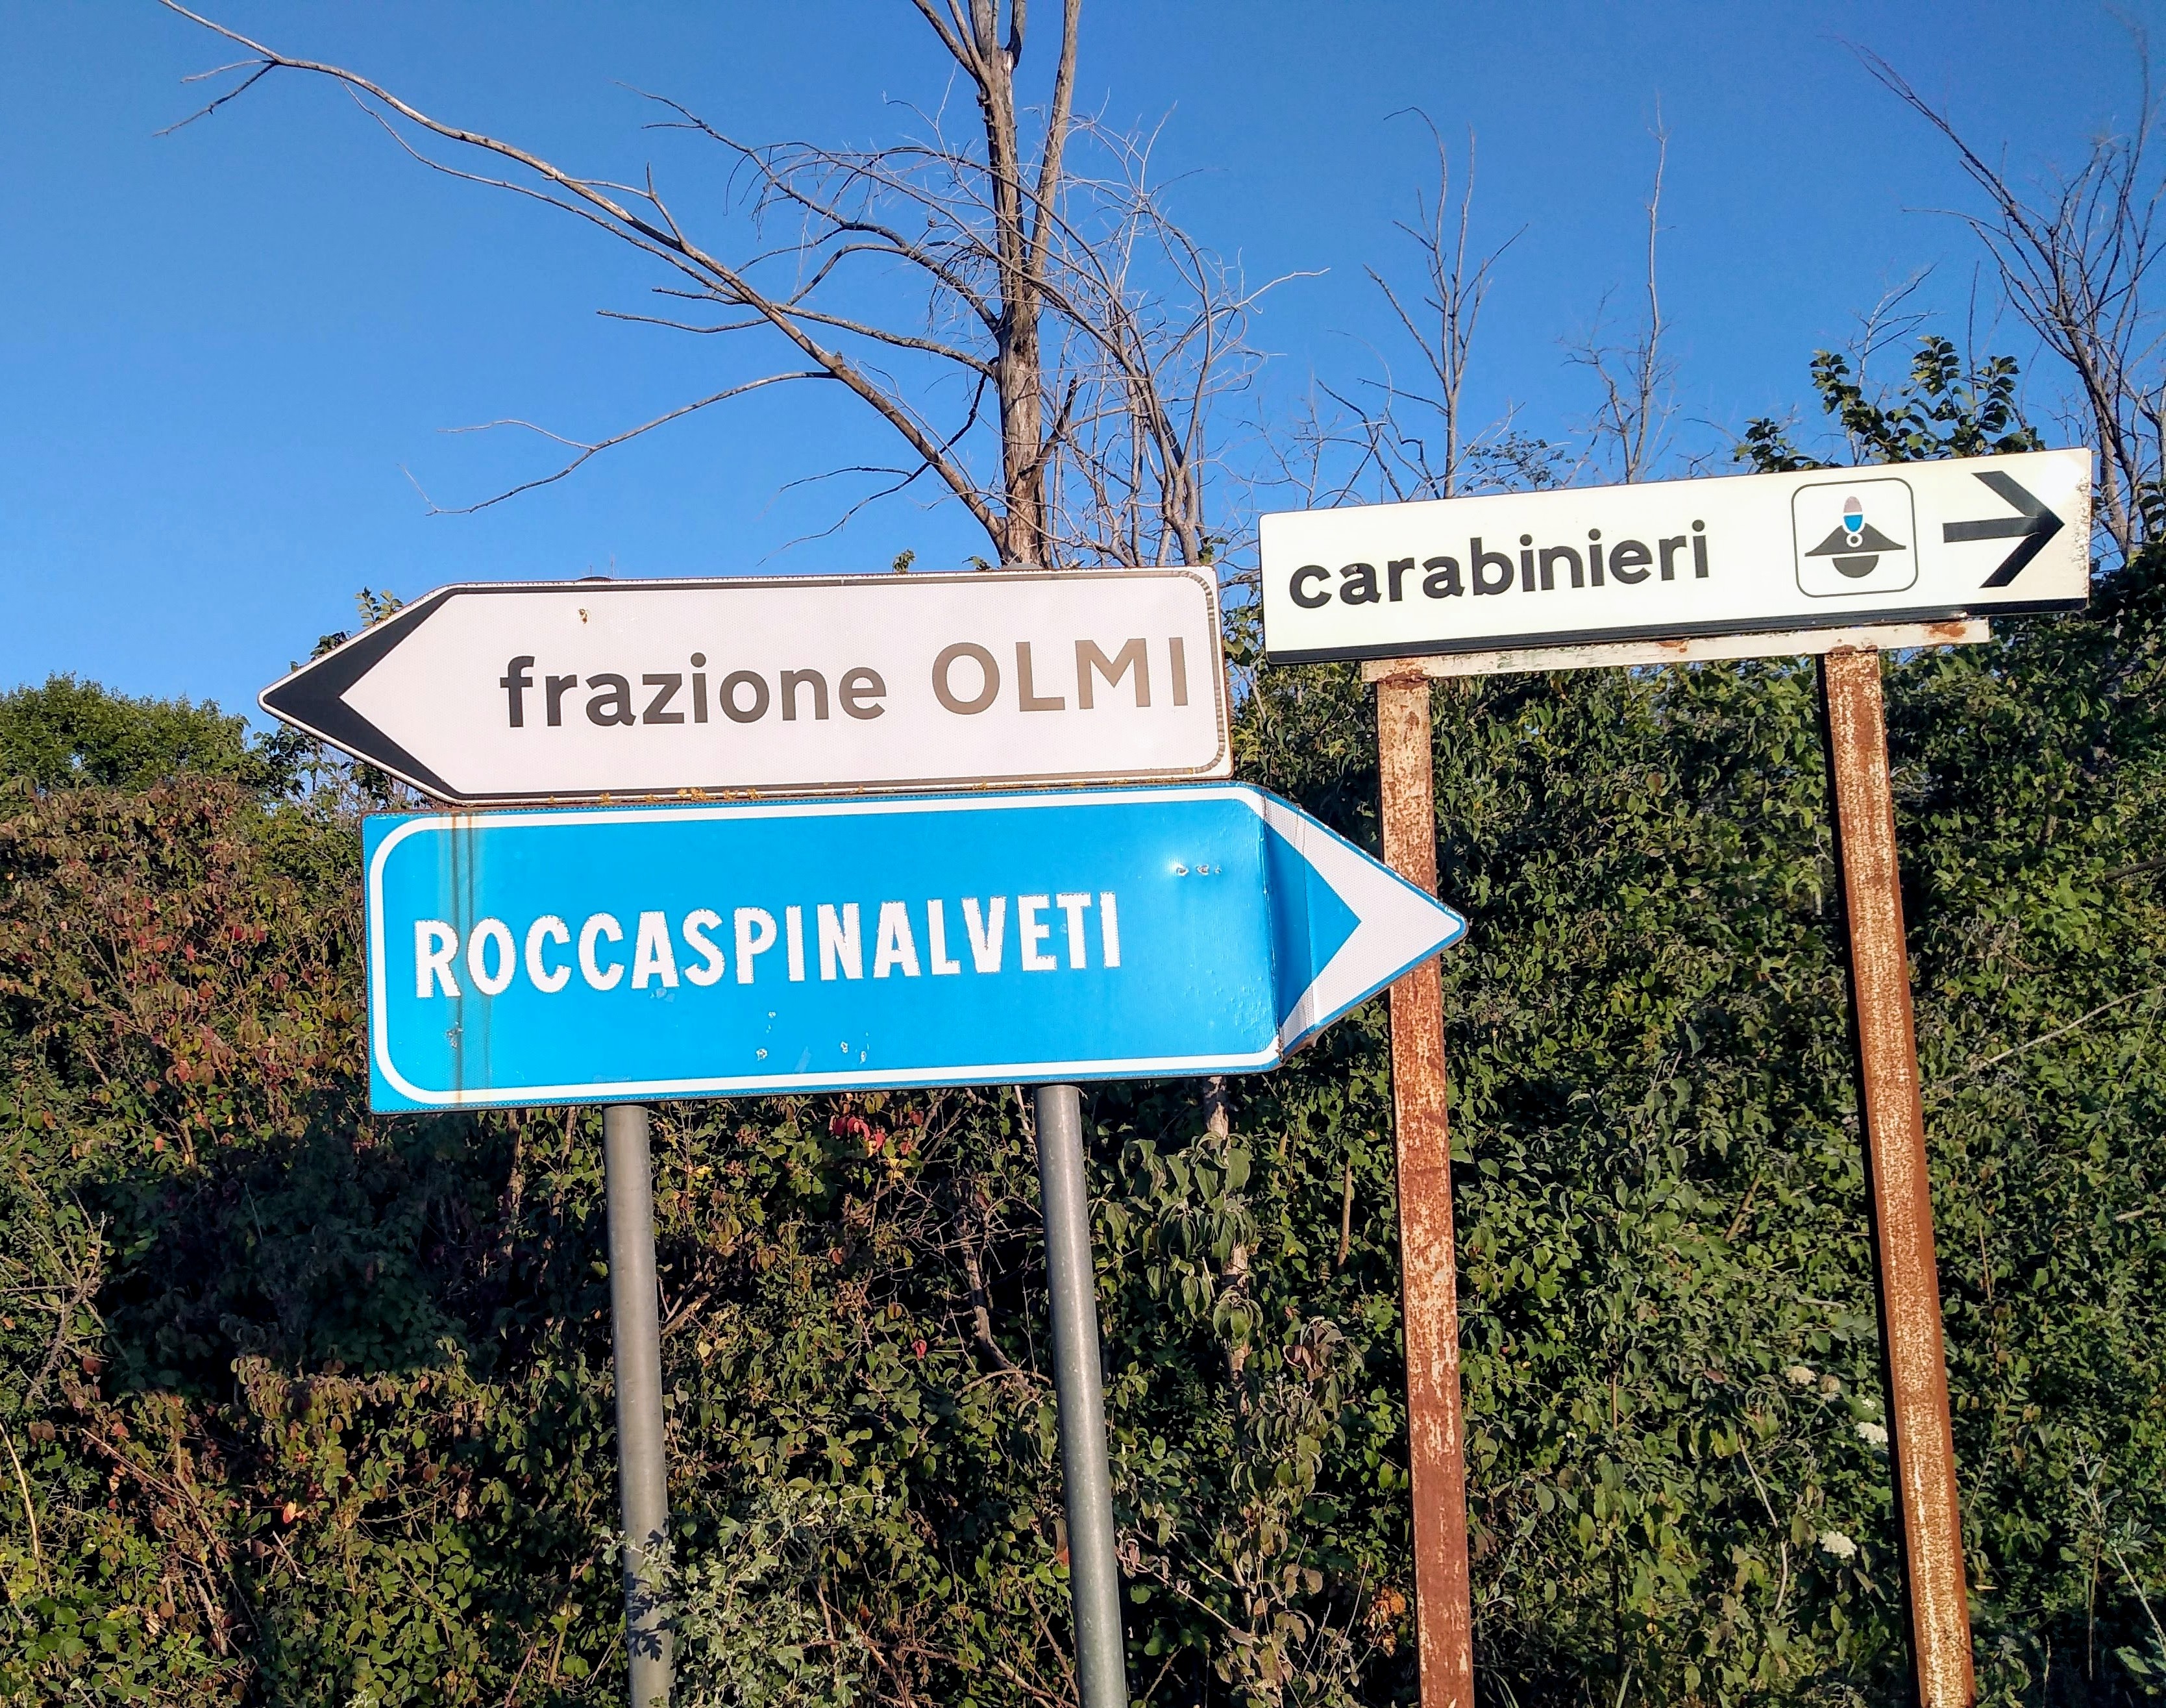 frazione OLMI
ROCCASPINALVETI
carabinieri